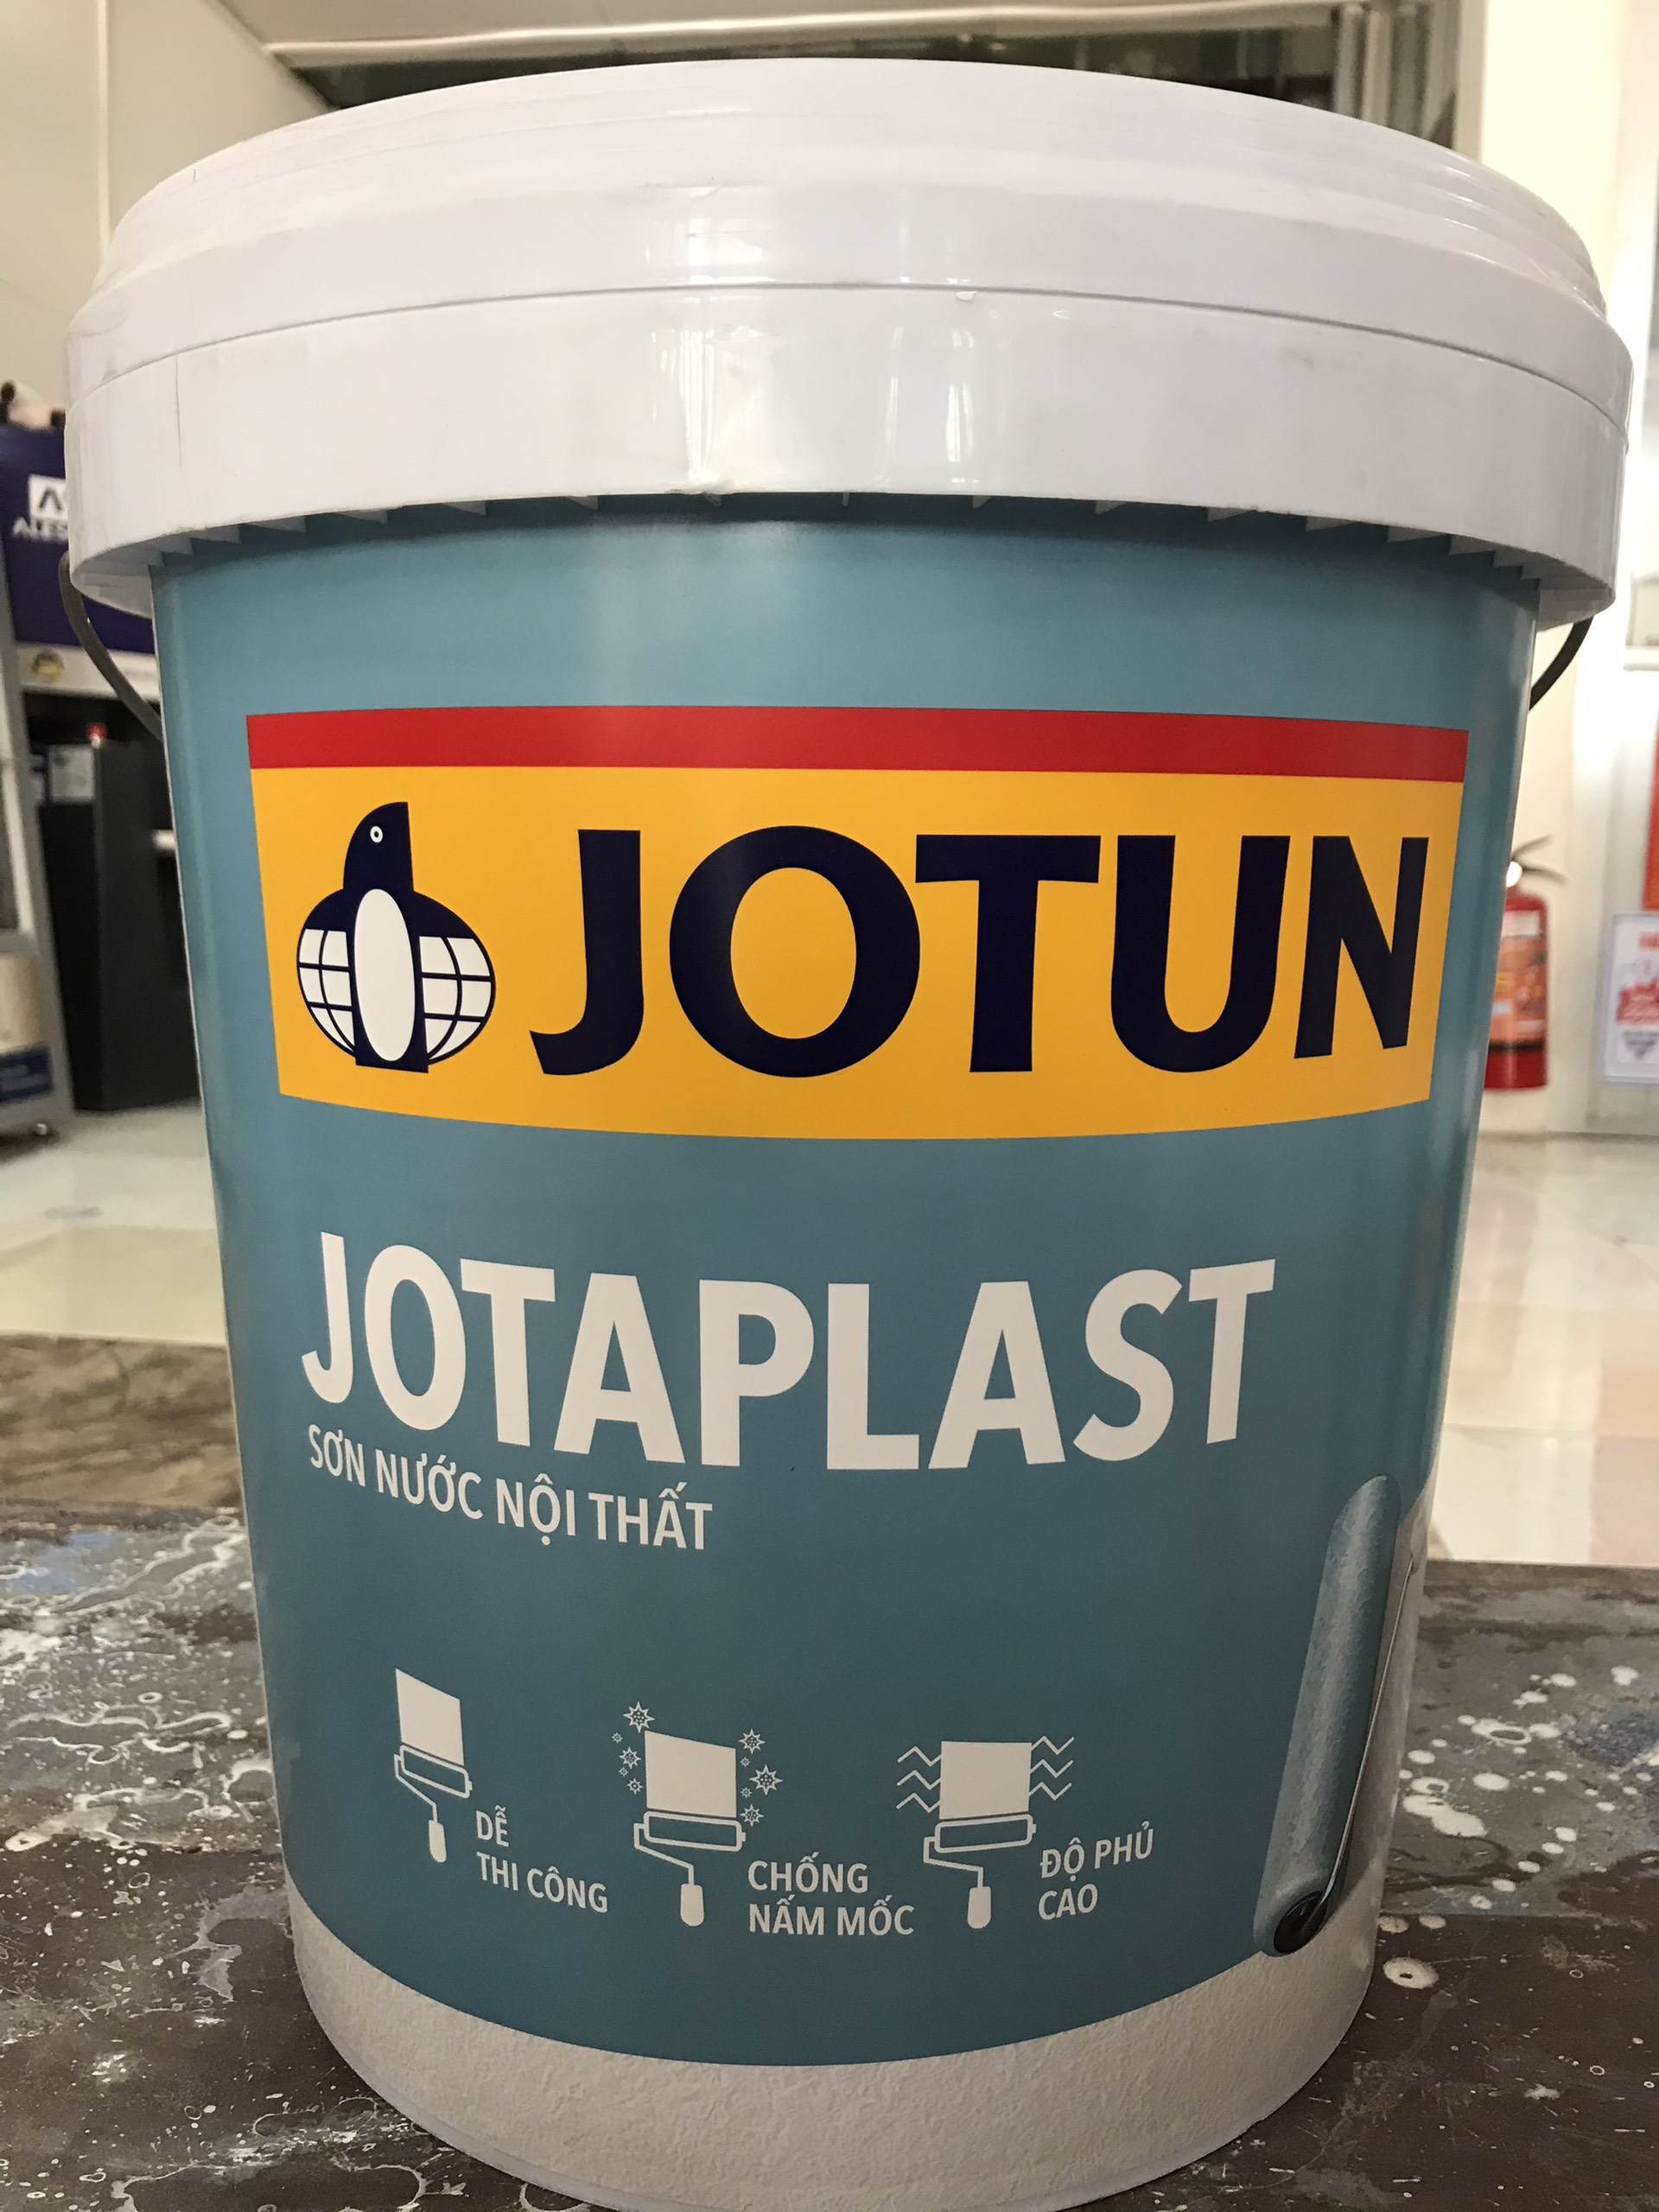 JOTUN
JOTAPLAST
SƠN NƯỚC NỘI THẤT
DỄ
THI CÔNG
CHỐNG
NẤM MỐC
ĐỘ PHỦ
CAO